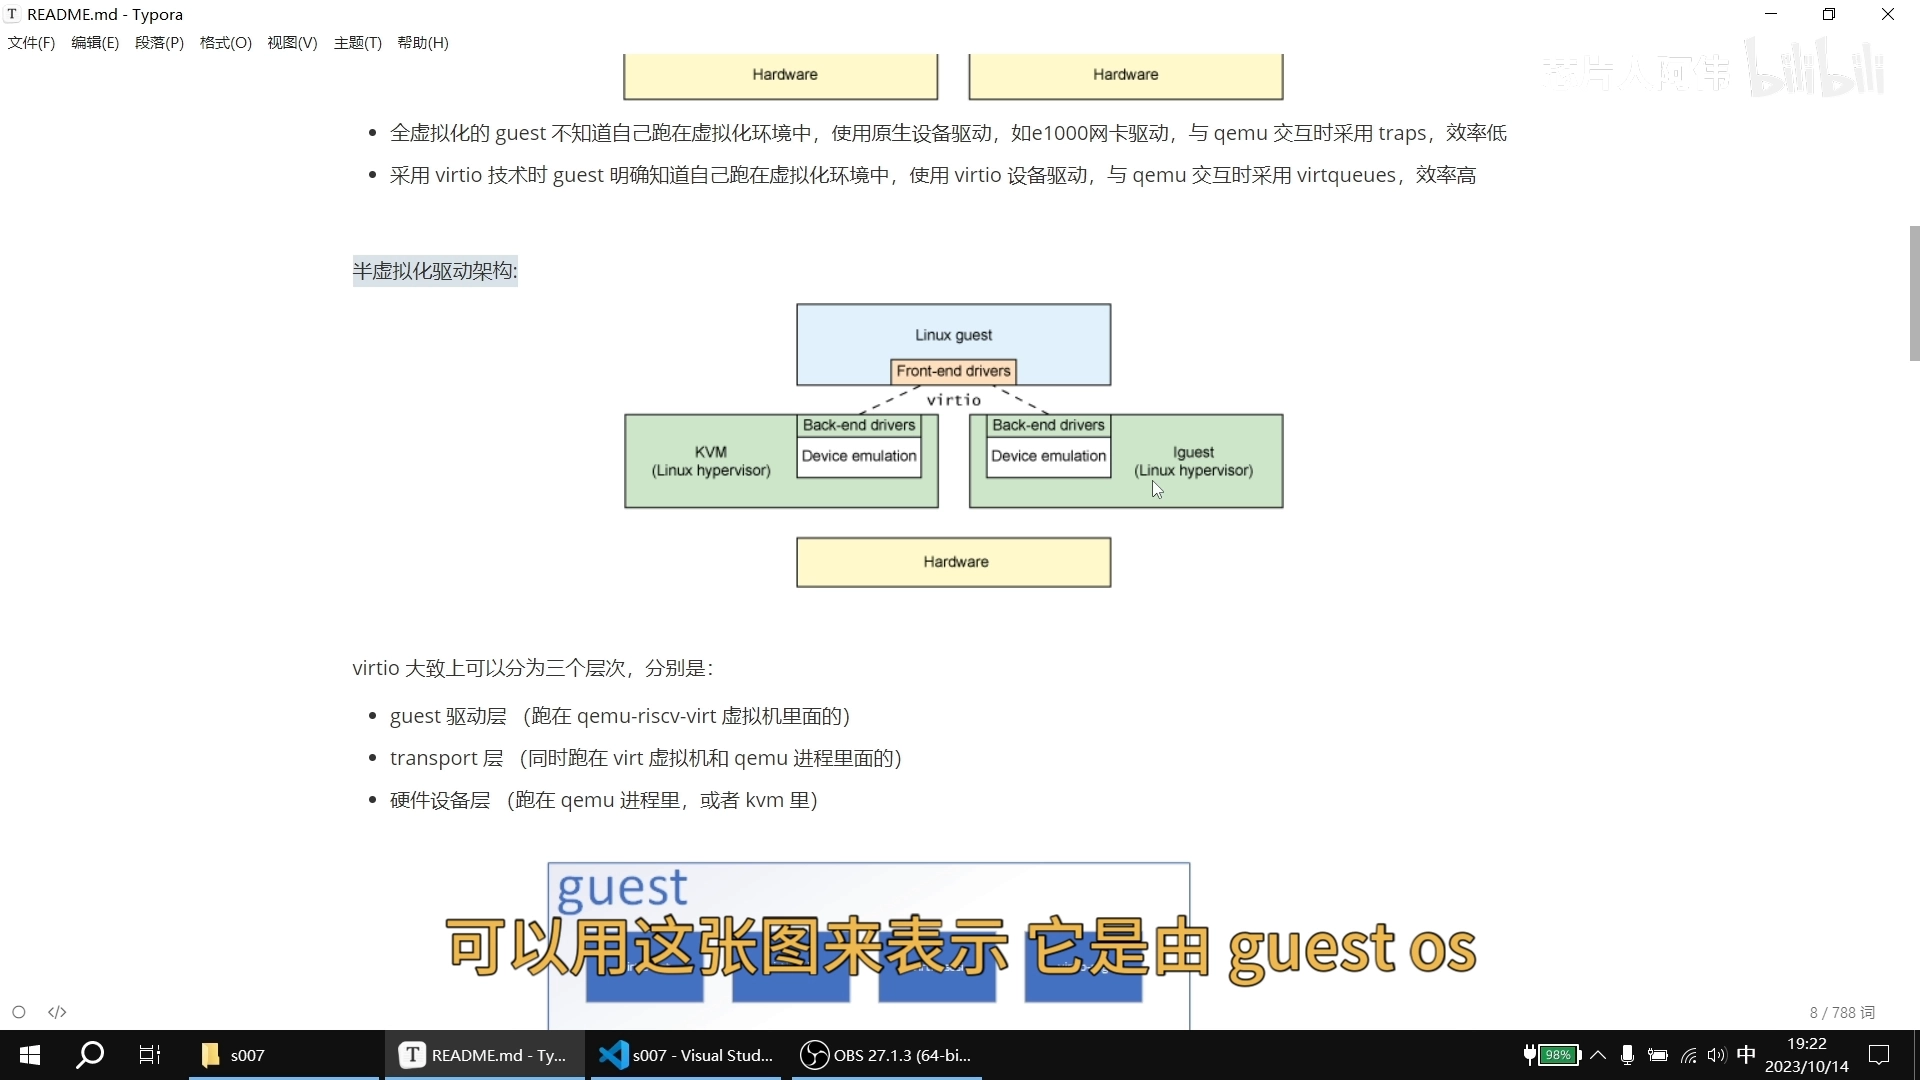 README.md - Typora
文件(F) 编辑(E) 段落(P) 格式(O) 视图(V) 主题(T) 帮助(H)
芯片人阿伟 bilibili
Hardware Hardware
全虚拟化的 guest 不知道自己跑在虚拟化环境中，使用原生设备驱动，如e1000网卡驱动，与 qemu 交互时采用 traps，效率低
采用 virtio 技术时 guest 明确知道自己跑在虚拟化环境中，使用 virtio 设备驱动，与 qemu 交互时采用 virtqueues，效率高
半虚拟化驱动架构:
Linux guest
Front-end drivers
virtio
Back-end drivers Back-end drivers
KVM Device emulation Device emulation Iguest
(Linux hypervisor) (Linux hypervisor)
Hardware
virtio 大致上可以分为三个层次，分别是：
guest 驱动层 （跑在 qemu-riscv-virt 虚拟机里面的）
transport 层 （同时跑在 virt 虚拟机和 qemu 进程里面的）
硬件设备层 （跑在 qemu 进程里，或者 kvm 里）
guest
可以用这张图来表示 它是由 guest os
8 / 788 词
s007 README.md - Ty... s007 - Visual Stud... OBS 27.1.3 (64-bi... 98% 中 19:22
2023/10/14